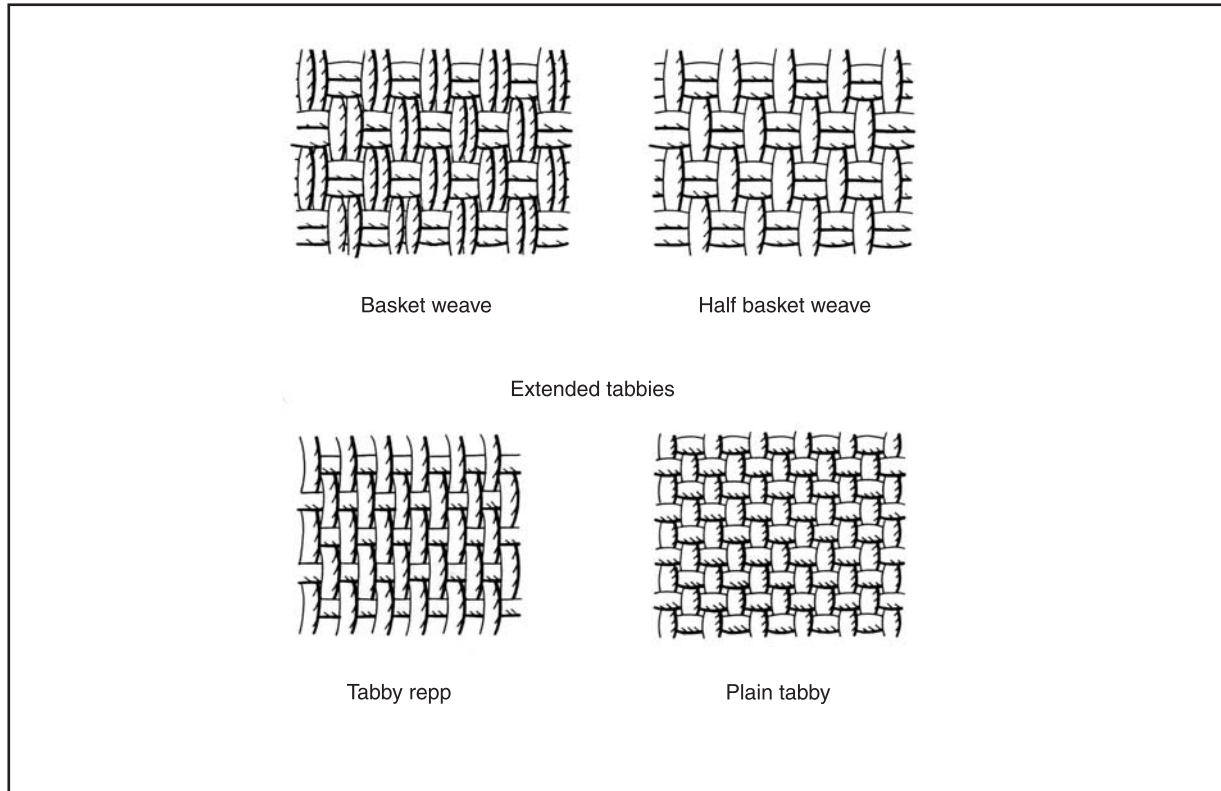 Basket weave
Half basket weave
Extended tabbies
Tabby repp
Plain tabby